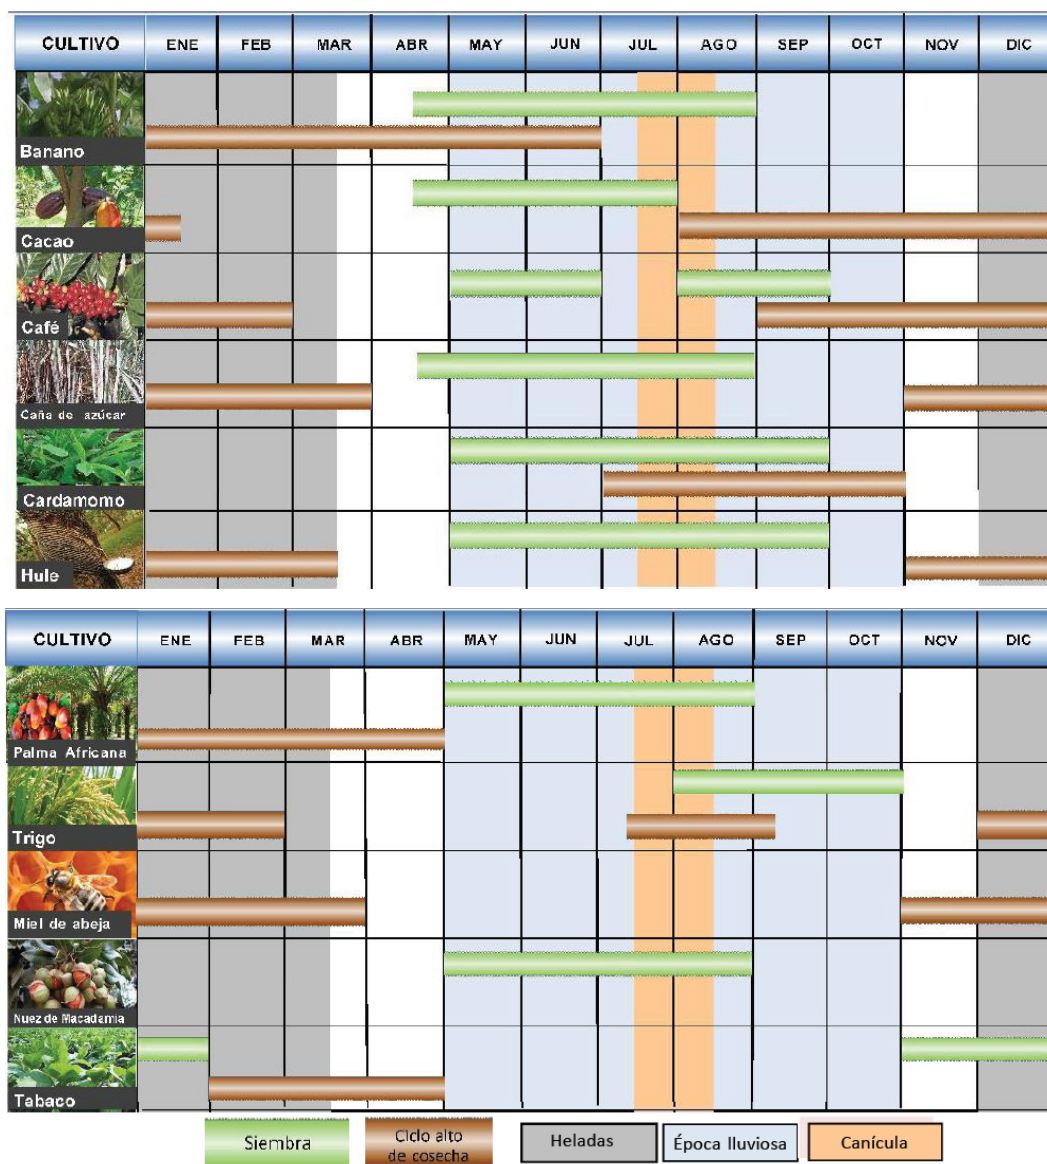 CULTIVO ENE FEB MAR ABR MAY JUN JUL AGO SEP OCT NOV DIC
Banano
Cacao
Café
Caña de azúcar
Cardamomo
Hule
CULTIVO ENE FEB MAR ABR MAY JUN JUL AGO SEP OCT NOV DIC
Palma Africana
Trigo
Miel de abeja
Nuez de Macadamia
Tabaco
Siembra
Ciclo alto
de cosecha
Heladas
Época lluviosa
Canícula